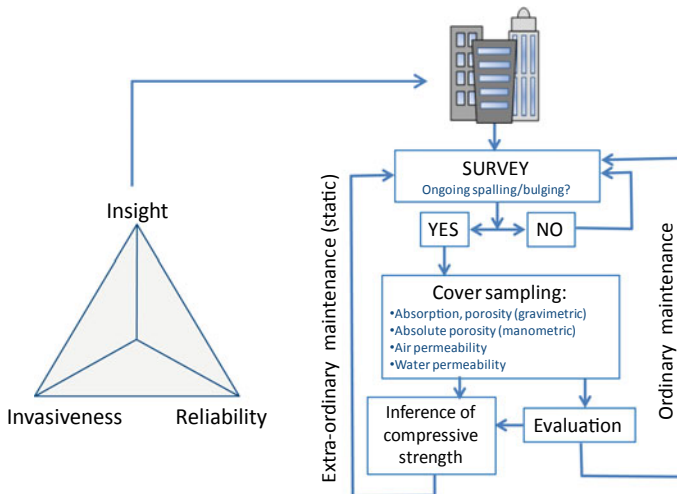 Insight
Invasiveness
Reliability
Extra-ordinary maintenance (static)
SURVEY
Ongoing spalling/bulging?
YES
NO
Cover sampling:
•Absorption, porosity (gravimetric)
•Absolute porosity (manometric)
•Air permeability
•Water permeability
Inference of
compressive
strength
Evaluation
Ordinary maintenance